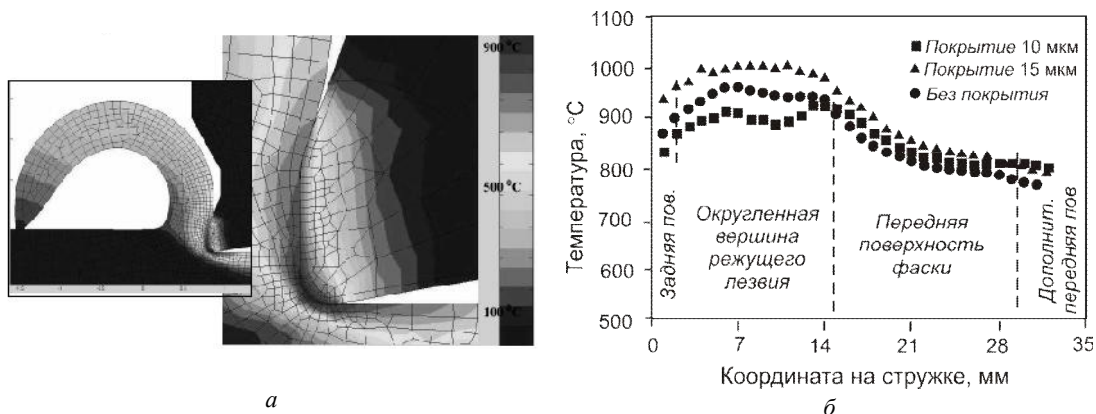 900 °C
500 °C
100 °C
а
1100
1000
900
800
700
600
500
Температура, °С
Покрытие 10 мкм
Покрытие 15 мкм
Без покрытия
Задняя пов.
Округленная
вершина
режущего
лезвия
Передняя
поверхность
фаски
Дополнит.
передняя пов
0
7
14
21
28
35
Координата на стружке, мм
б